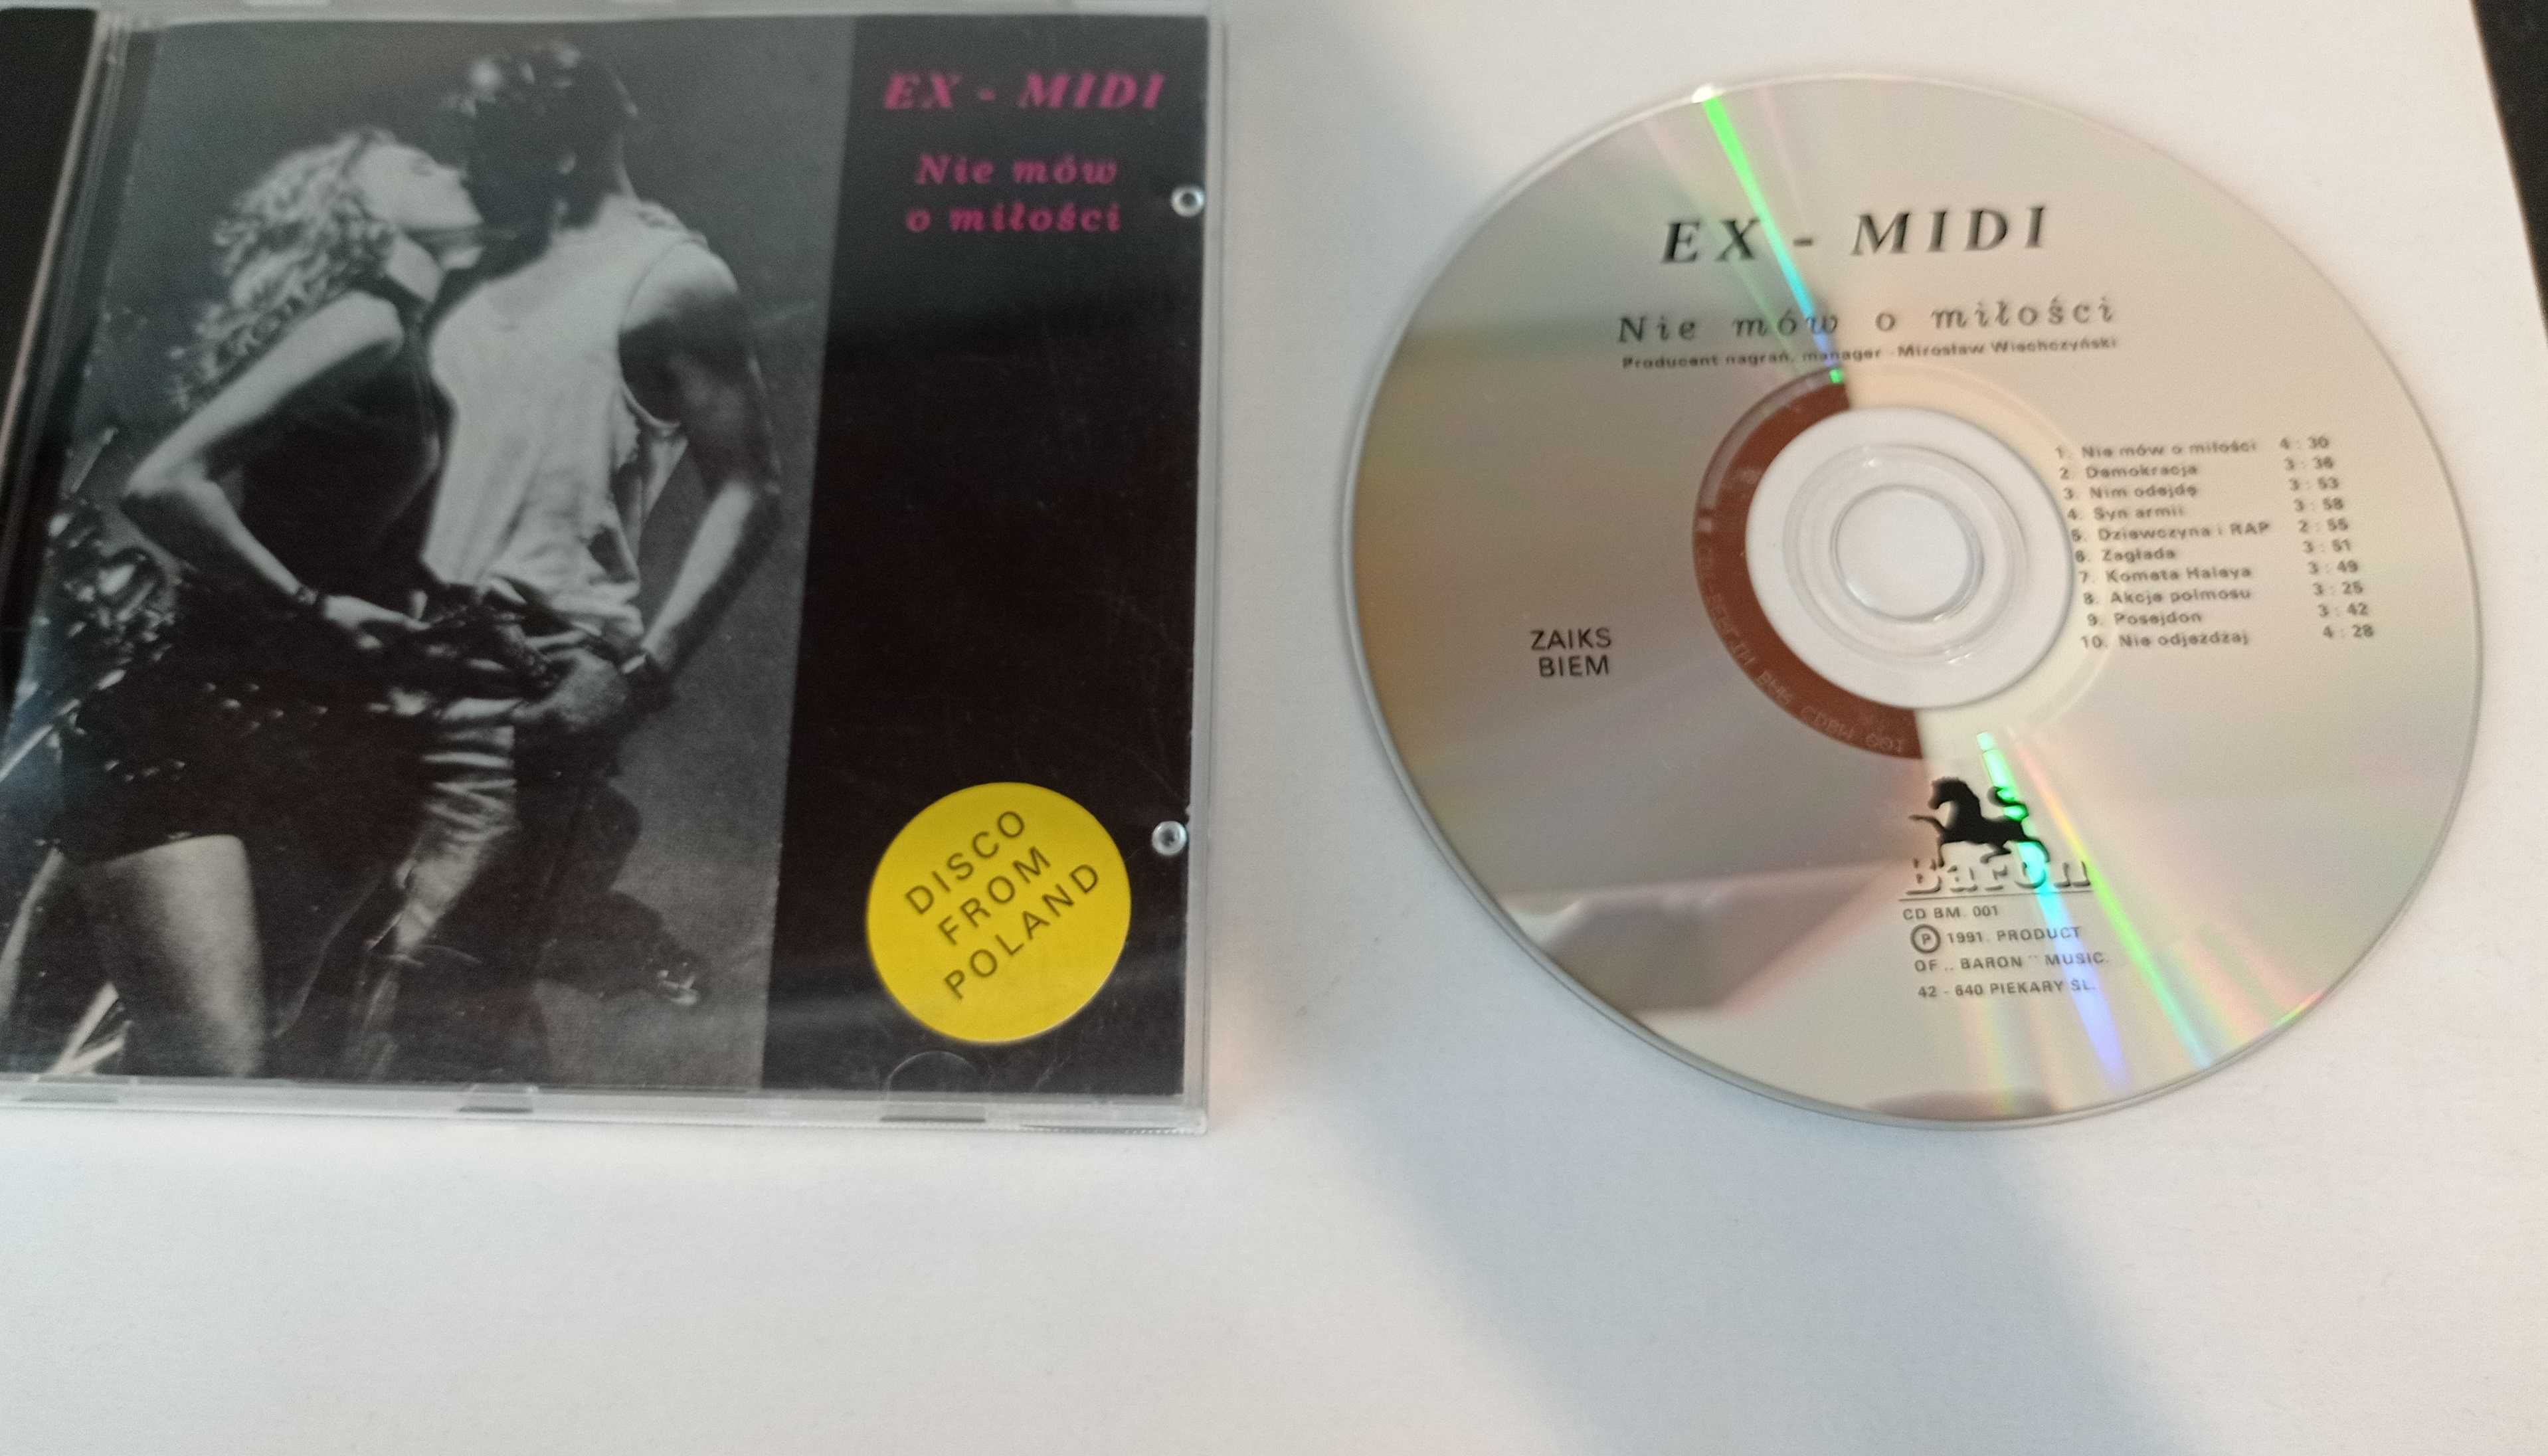 EX - MIDI
Nie mów
o miłości
DISCO
FROM
POLAND
EX - MIDI
Nie mów o miłości
Producent nagrań, manager - Mirosław Wischczyński
1. Nie mów o miłości 4 : 30
2. Demokracja 3 : 36
3. Nim odejdę 3 : 53
4. Syn armii 3 : 58
5. Dziewczyna i RAP 2 : 55
6. Zagłada 3 : 51
7. Kometa Haleya 3 : 49
8. Akcja polmosu 3 : 25
9. Posejdon 3 : 42
10. Nie odjeżdżaj 4 : 28
ZAIKS
BIEM
Baron
CD BM. 001
P 1991. PRODUCT
OF „ BARON " MUSIC.
42 - 640 PIEKARY ŚL.